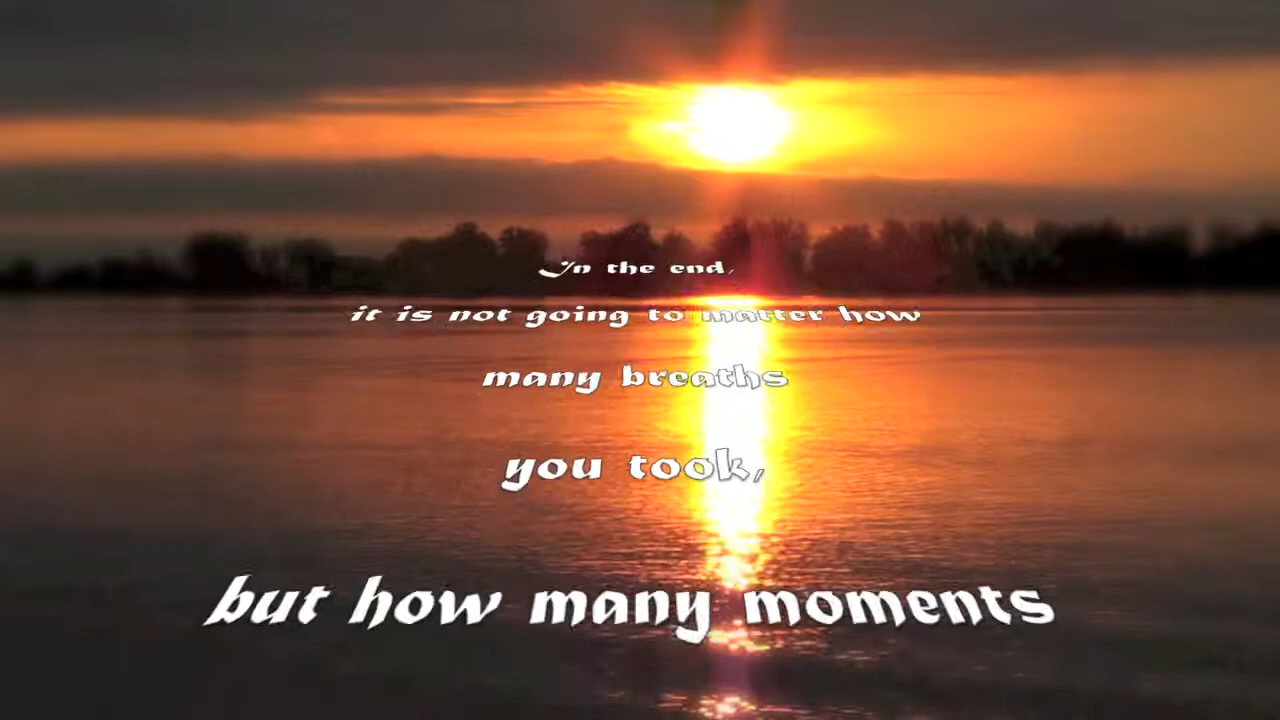 In the end,
it is not going to matter how
many breaths
you took,
but how many moments